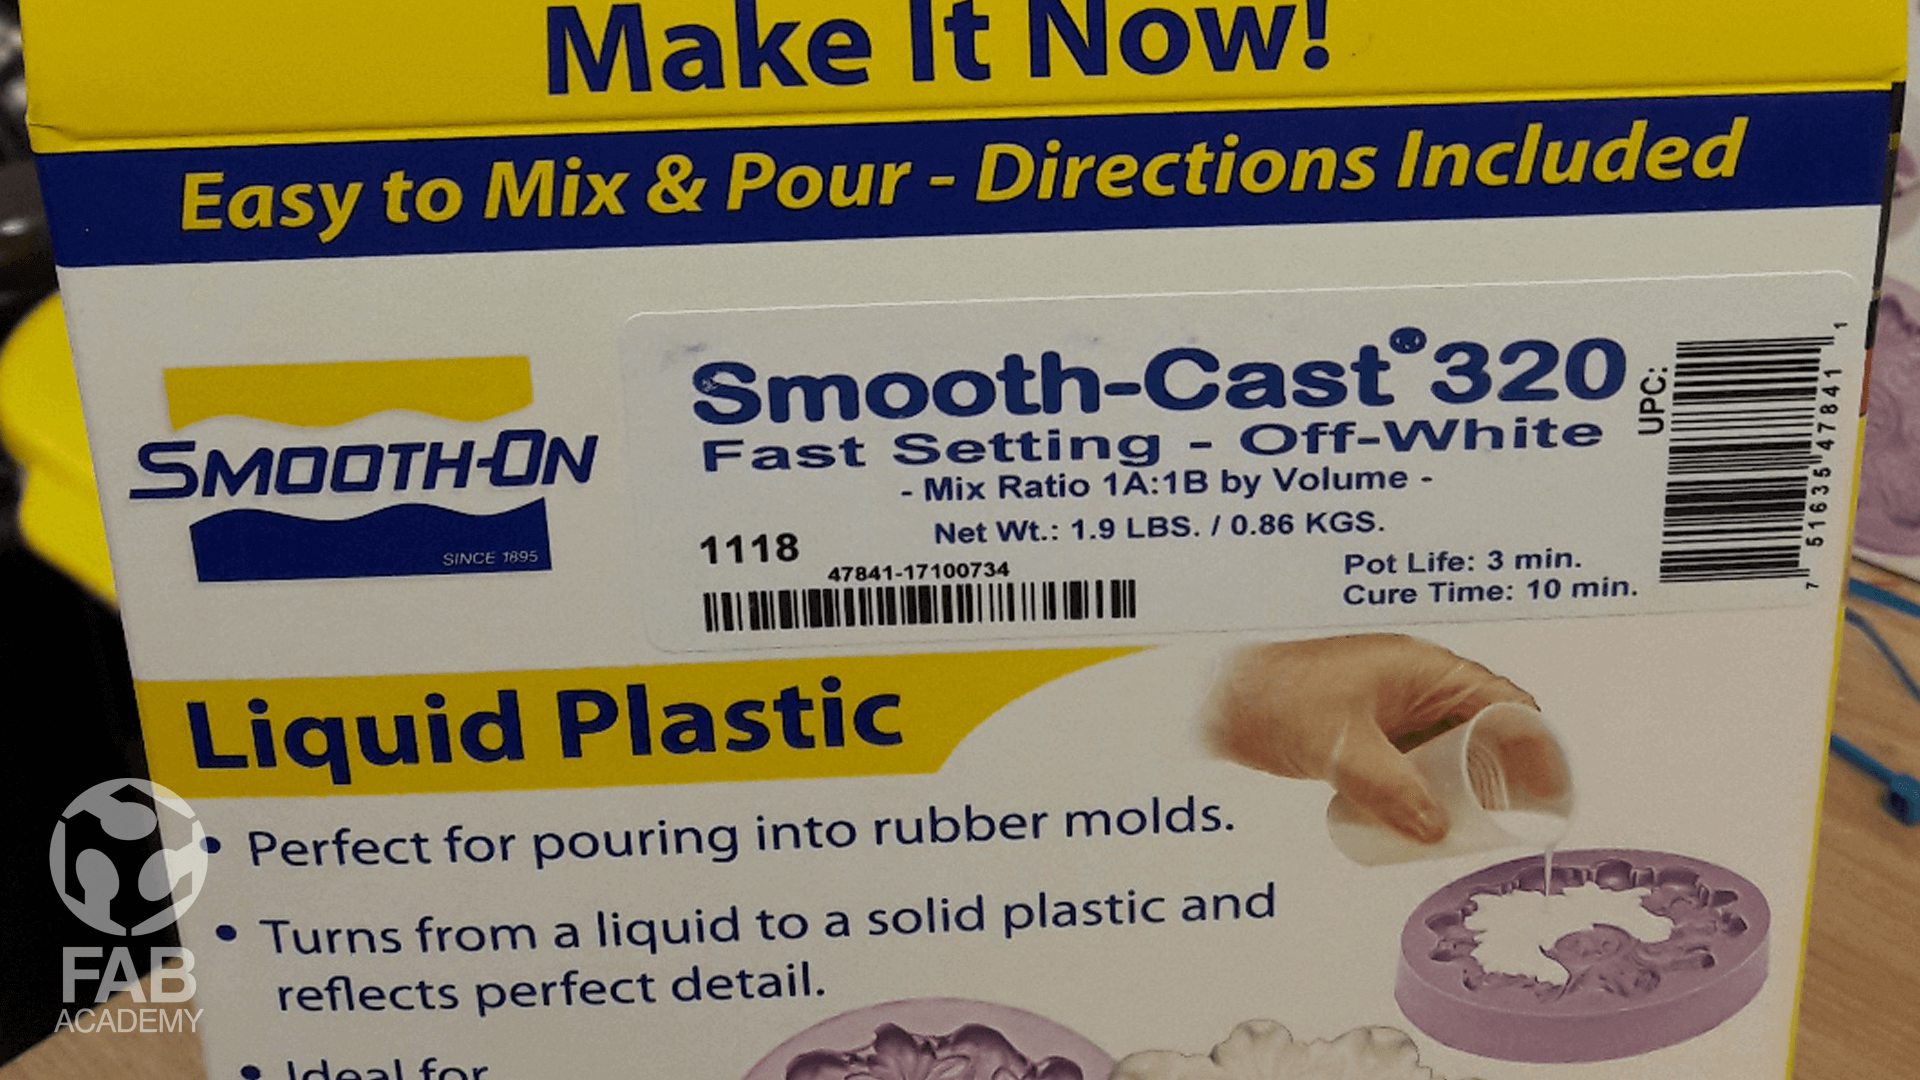 Make It Now!
Easy to Mix & Pour - Directions Included
SMOOTH-ON
SINCE 1895
Smooth-Cast® 320
Fast Setting - Off-White
- Mix Ratio 1A:1B by Volume -
Net Wt.: 1.9 LBS. / 0.86 KGS.
1118
47841-17100734
Pot Life: 3 min.
Cure Time: 10 min.
UPC:
7 51635 47841 1
Liquid Plastic
• Perfect for pouring into rubber molds.
• Turns from a liquid to a solid plastic and
reflects perfect detail.
• Ideal for
FAB
ACADEMY